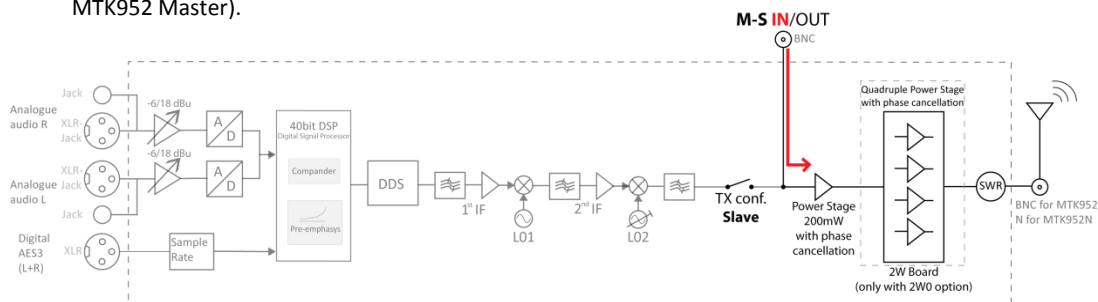 MTK952 Master).
M-S IN/OUT
BNC
Jack
Analogue
audio R
XLR-
Jack
-6/18 dBu
A
D
XLR-
Jack
Analogue
audio L
Jack
-6/18 dBu
A
D
Digital
AES3
(L+R)
XLR
Sample
Rate
40bit DSP
Digital Signal Processor
Compander
Pre-emphasys
DDS
1st IF
LO1
2nd IF
LO2
TX conf.
Slave
Power Stage
200mW
with phase
cancellation
Quadruple Power Stage
with phase cancellation
2W Board
(only with 2W0 option)
SWR
BNC for MTK952
N for MTK952N